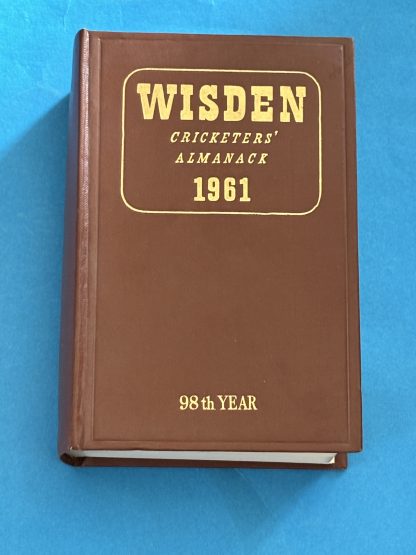 WISDEN
CRICKETERS'
ALMANACK
1961
98th YEAR